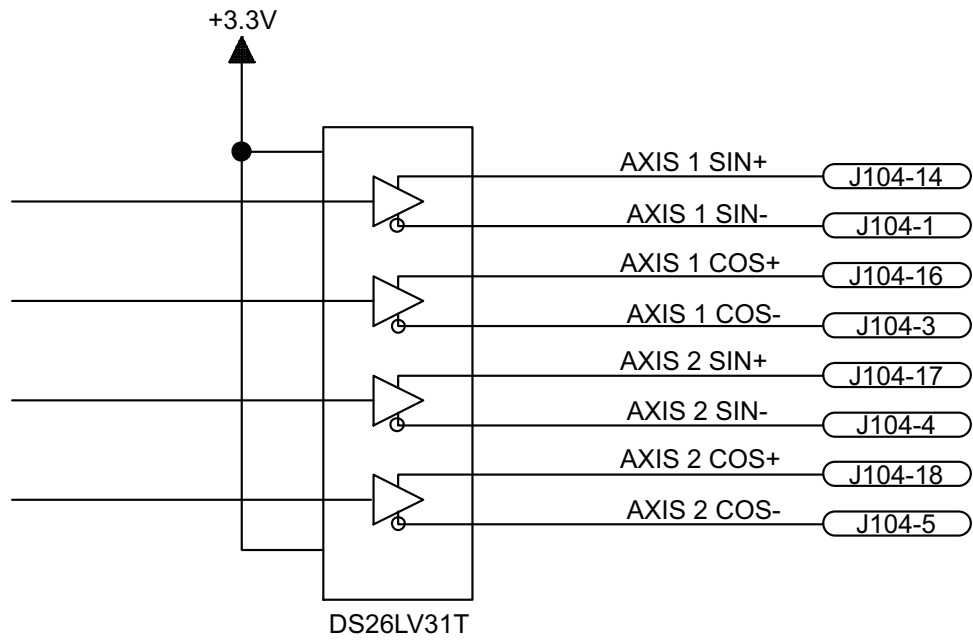 +3.3V
AXIS 1 SIN+
J104-14
AXIS 1 SIN-
J104-1
AXIS 1 COS+
J104-16
AXIS 1 COS-
J104-3
AXIS 2 SIN+
J104-17
AXIS 2 SIN-
J104-4
AXIS 2 COS+
J104-18
AXIS 2 COS-
J104-5
DS26LV31T